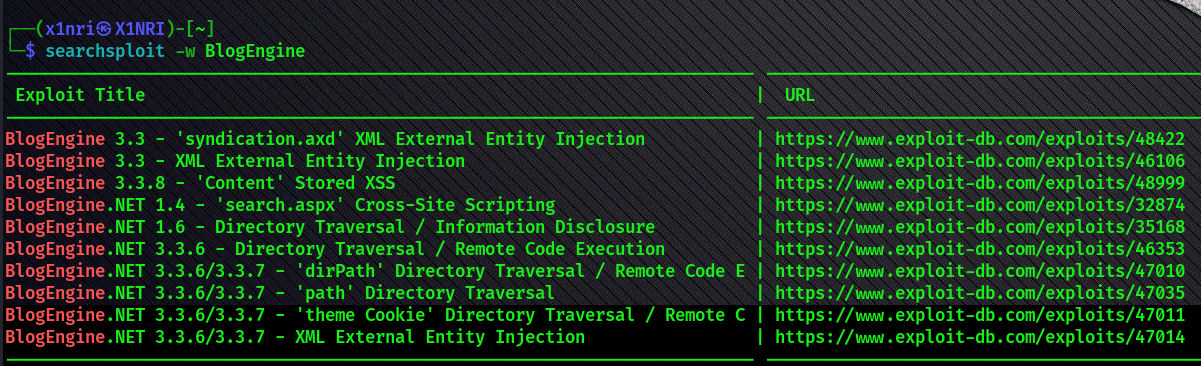 (x1nri㉿X1NRI)-[~]
$ searchsploit -w BlogEngine
Exploit Title | URL
BlogEngine 3.3 - 'syndication.axd' XML External Entity Injection | https://www.exploit-db.com/exploits/48422
BlogEngine 3.3 - XML External Entity Injection | https://www.exploit-db.com/exploits/46106
BlogEngine 3.3.8 - 'Content' Stored XSS | https://www.exploit-db.com/exploits/48999
BlogEngine.NET 1.4 - 'search.aspx' Cross-Site Scripting | https://www.exploit-db.com/exploits/32874
BlogEngine.NET 1.6 - Directory Traversal / Information Disclosure | https://www.exploit-db.com/exploits/35168
BlogEngine.NET 3.3.6 - Directory Traversal / Remote Code Execution | https://www.exploit-db.com/exploits/46353
BlogEngine.NET 3.3.6/3.3.7 - 'dirPath' Directory Traversal / Remote Code E | https://www.exploit-db.com/exploits/47010
BlogEngine.NET 3.3.6/3.3.7 - 'path' Directory Traversal | https://www.exploit-db.com/exploits/47035
BlogEngine.NET 3.3.6/3.3.7 - 'theme Cookie' Directory Traversal / Remote C | https://www.exploit-db.com/exploits/47011
BlogEngine.NET 3.3.6/3.3.7 - XML External Entity Injection | https://www.exploit-db.com/exploits/47014